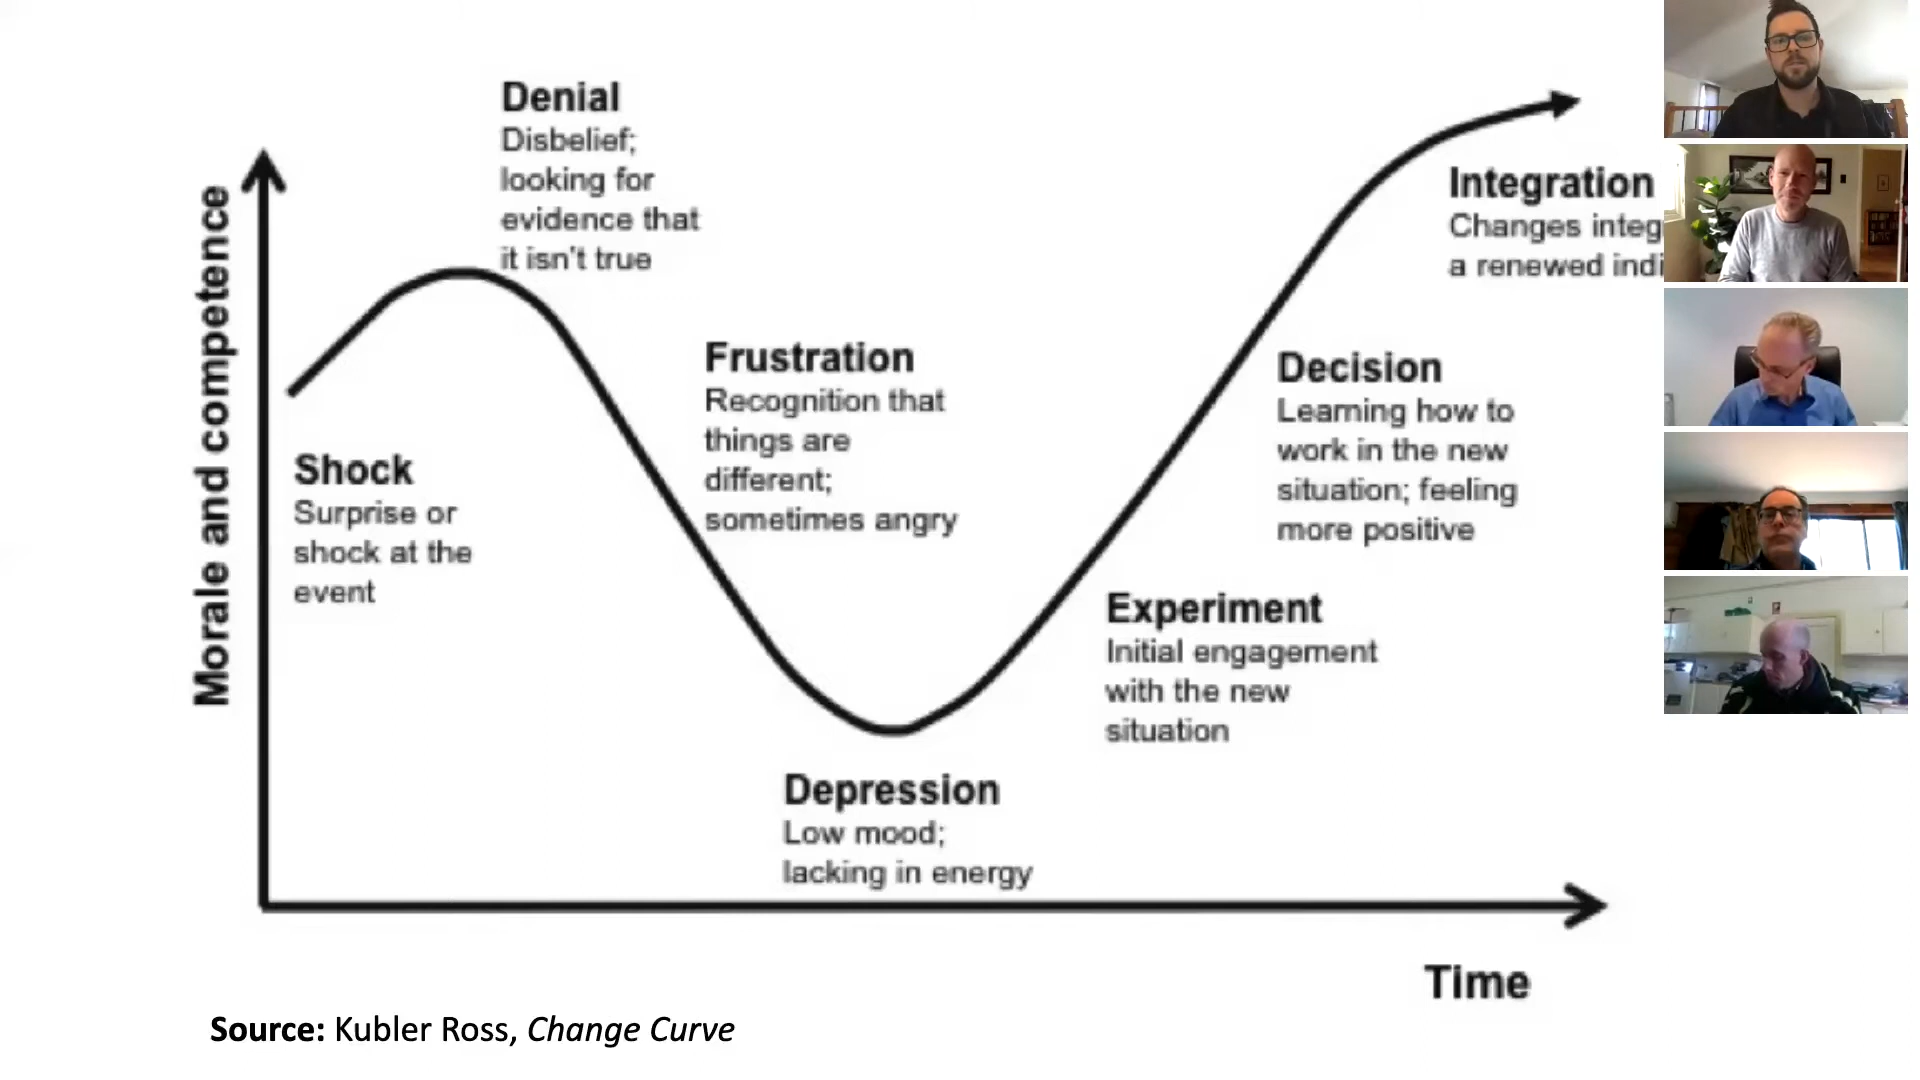 Denial
Disbelief;
looking for
evidence that
it isn't true
Morale and competence
Shock
Surprise or
shock at the
event
Frustration
Recognition that
things are
different;
sometimes angry
Depression
Low mood;
lacking in energy
Experiment
Initial engagement
with the new
situation
Decision
Learning how to
work in the new
situation; feeling
more positive
Integration
Changes integ
a renewed indi
Time
Source: Kubler Ross, Change Curve